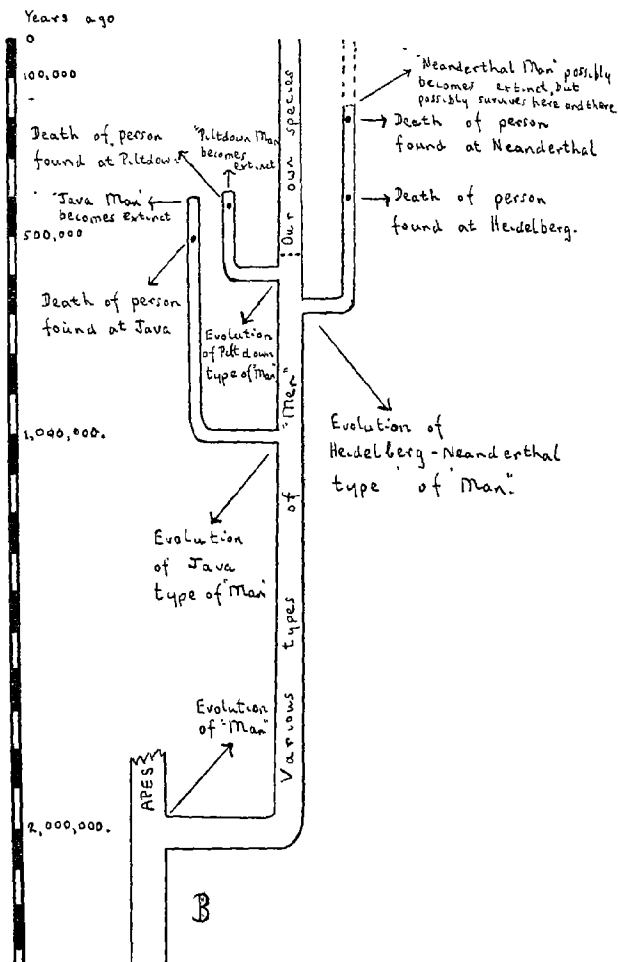 Years ago
0
100,000
"Neanderthal Man" possibly
becomes extinct, but
possibly survives here and there
Death of person
found at Neanderthal
Death of person
found at Piltdown
"Piltdown Man
becomes
extinct
"Java Man"
becomes extinct
Death of person
found at Heidelberg.
500,000
Our own species
Death of person
found at Java
Evolution
of Piltdown
type of "Man"
Evolution of
Heidelberg-Neanderthal
type of "Man".
1,000,000.
Various types of "Men"
Evolution
of Java
type of "Man"
Evolution
of "Man"
APES
2,000,000.
B